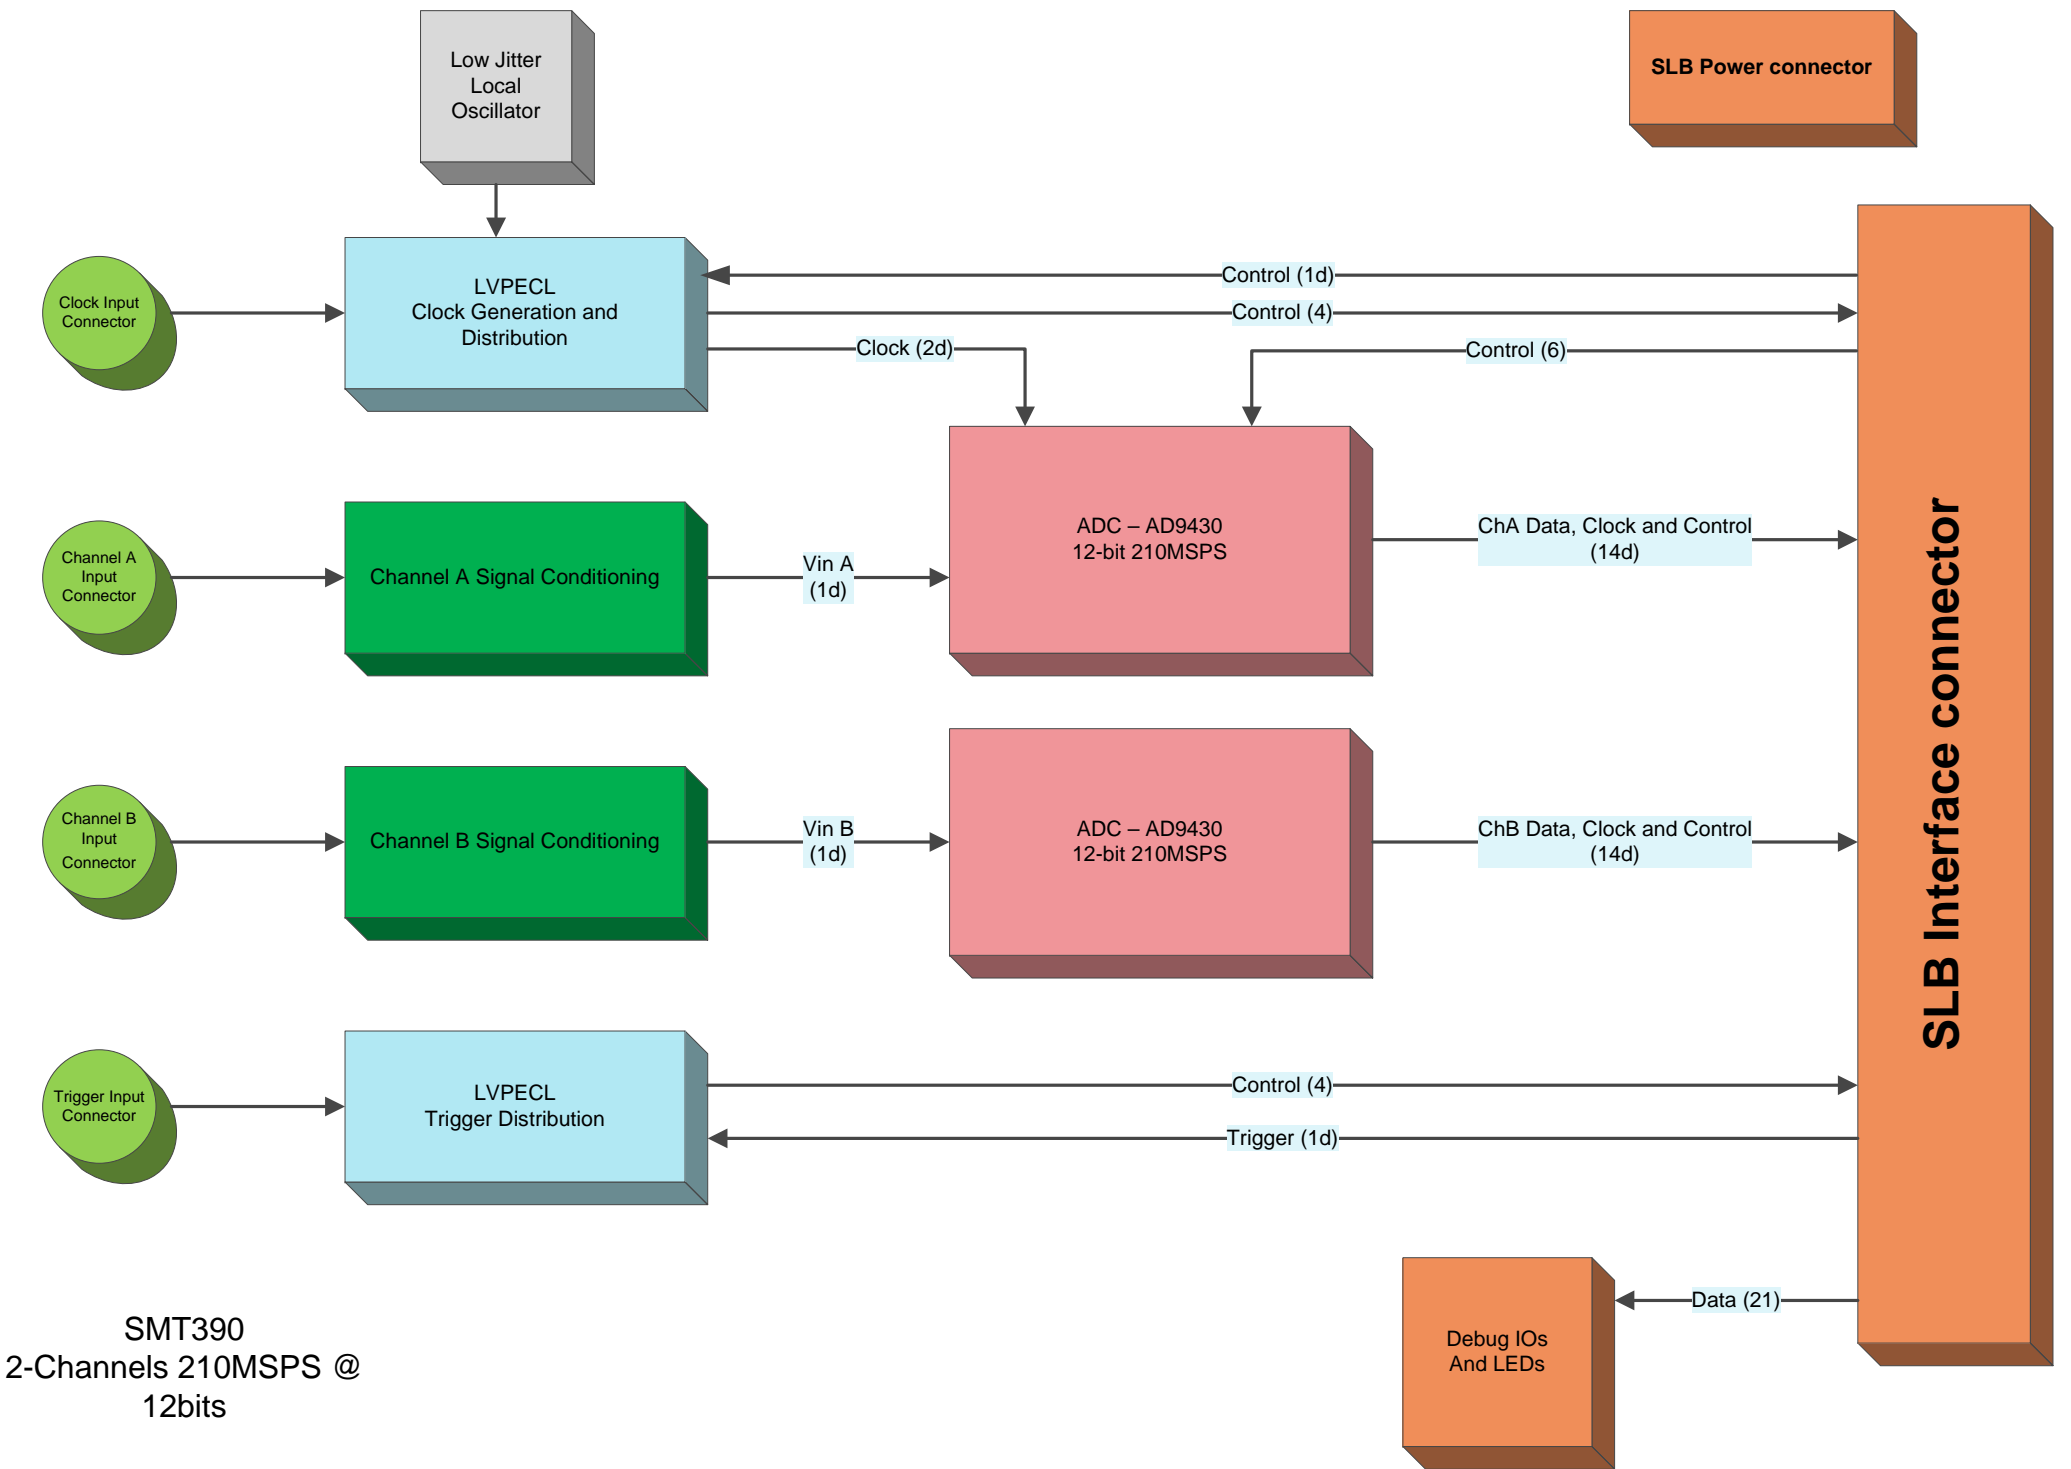 Low Jitter
Local
Oscillator
SLB Power connector
Clock Input
Connector
LVPECL
Clock Generation and
Distribution
Control (1d)
Control (4)
Clock (2d)
Control (6)
Channel A
Input
Connector
Channel A Signal Conditioning
Vin A
(1d)
ADC – AD9430
12-bit 210MSPS
ChA Data, Clock and Control
(14d)
SLB Interface connector
Channel B
Input
Connector
Channel B Signal Conditioning
Vin B
(1d)
ADC – AD9430
12-bit 210MSPS
ChB Data, Clock and Control
(14d)
Trigger Input
Connector
LVPECL
Trigger Distribution
Control (4)
Trigger (1d)
Data (21)
Debug IOs
And LEDs
SMT390
2-Channels 210MSPS @
12bits